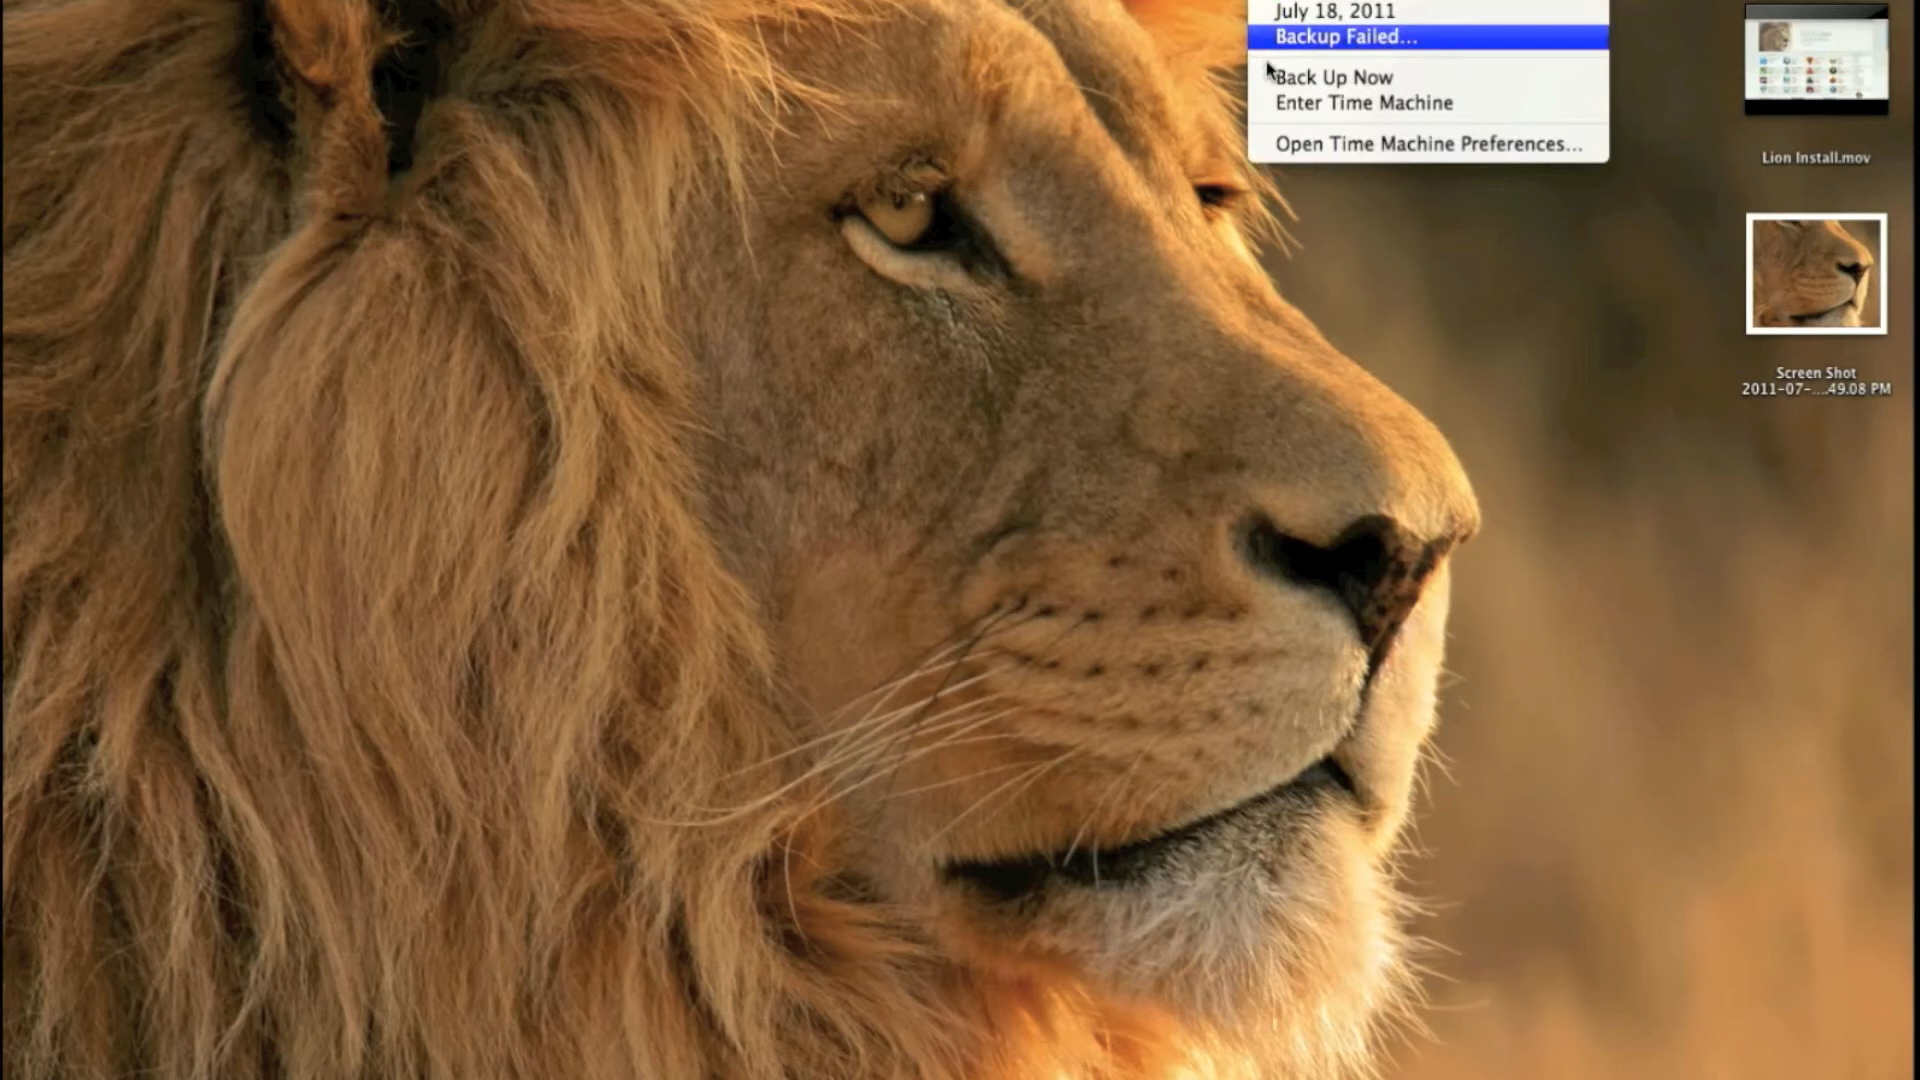 July 18, 2011
Backup Failed...
Back Up Now
Enter Time Machine
Open Time Machine Preferences...
Lion Install.mov
Screen Shot
2011-07-....49.08 PM